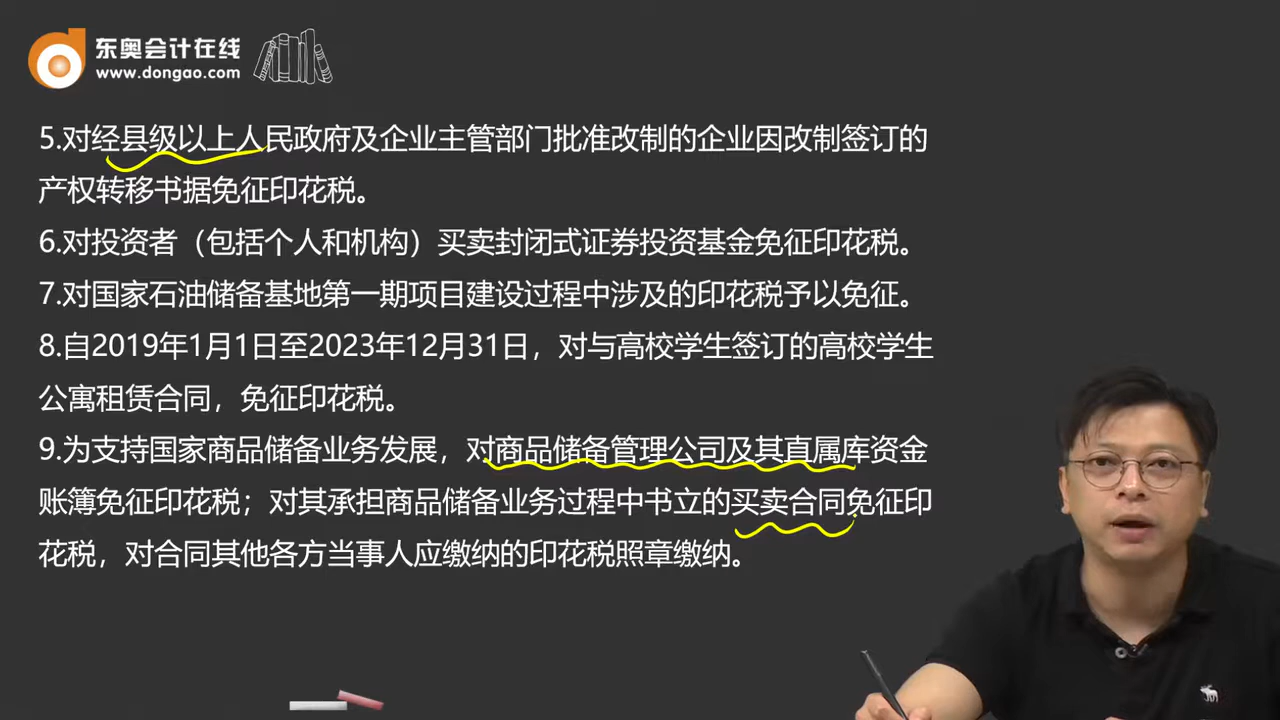 东奥会计在线
www.dongao.com
5.对经县级以上人民政府及企业主管部门批准改制的企业因改制签订的
产权转移书据免征印花税。
6.对投资者（包括个人和机构）买卖封闭式证券投资基金免征印花税。
7.对国家石油储备基地第一期项目建设过程中涉及的印花税予以免征。
8.自2019年1月1日至2023年12月31日，对与高校学生签订的高校学生
公寓租赁合同，免征印花税。
9.为支持国家商品储备业务发展，对商品储备管理公司及其直属库资金
账簿免征印花税；对其承担商品储备业务过程中书立的买卖合同免征印
花税，对合同其他各方当事人应缴纳的印花税照章缴纳。